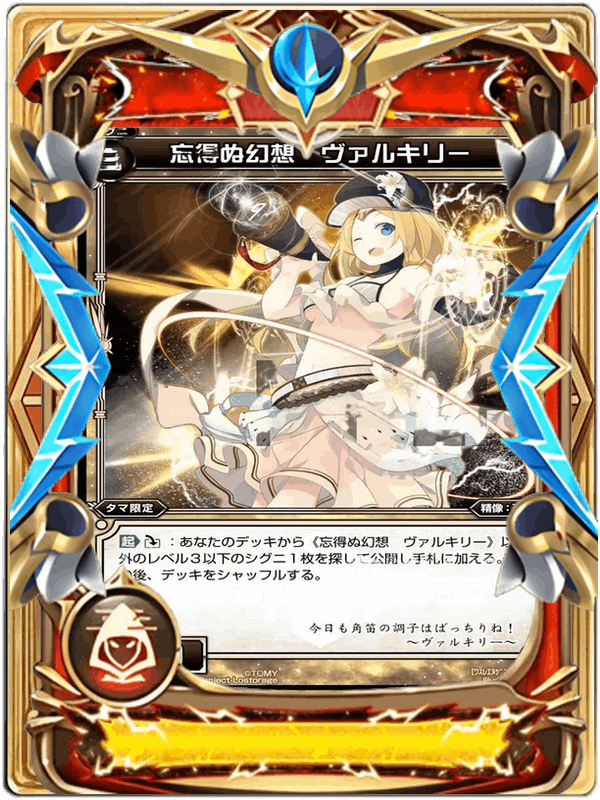 忘得ぬ幻想 ヴァルキリー
タマ限定
精像:
起 :あなたのデッキから《忘得ぬ幻想 ヴァルキリー》以
外のレベル3以下のシグニ1枚を探して公開し手札に加える。
後、デッキをシャッフルする。
今日も角笛の調子はばっちりね!
~ヴァルキリー~
©TOMY
oject Lostorage